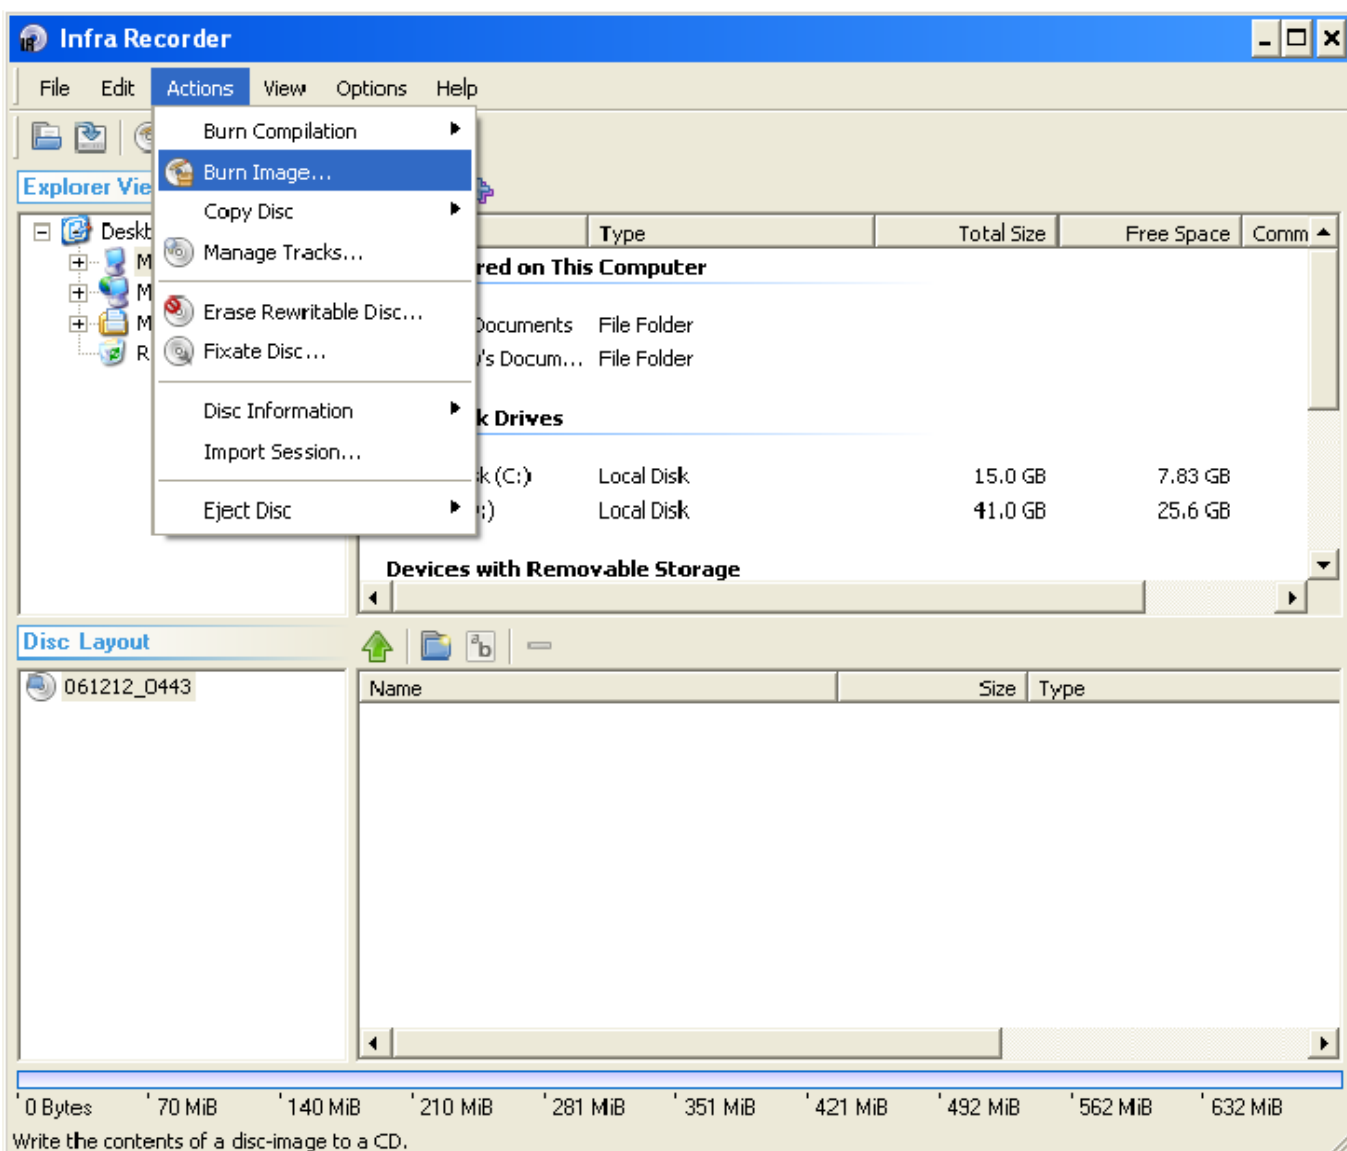 Infra Recorder
File Edit Actions View Options Help
Burn Compilation
Burn Image...
Explorer Vie
Copy Disc
Deskt
Type Total Size Free Space Comm
Manage Tracks...
M
red on This Computer
M
Erase Rewritable Disc...
M
Documents File Folder
R
Fixate Disc...
's Docum... File Folder
Disc Information
k Drives
Import Session...
k (C:) Local Disk 15.0 GB 7.83 GB
Eject Disc
:) Local Disk 41.0 GB 25.6 GB
Devices with Removable Storage
Disc Layout
061212_0443
Name Size Type
0 Bytes 70 MiB 140 MiB 210 MiB 281 MiB 351 MiB 421 MiB 492 MiB 562 MiB 632 MiB
Write the contents of a disc-image to a CD.